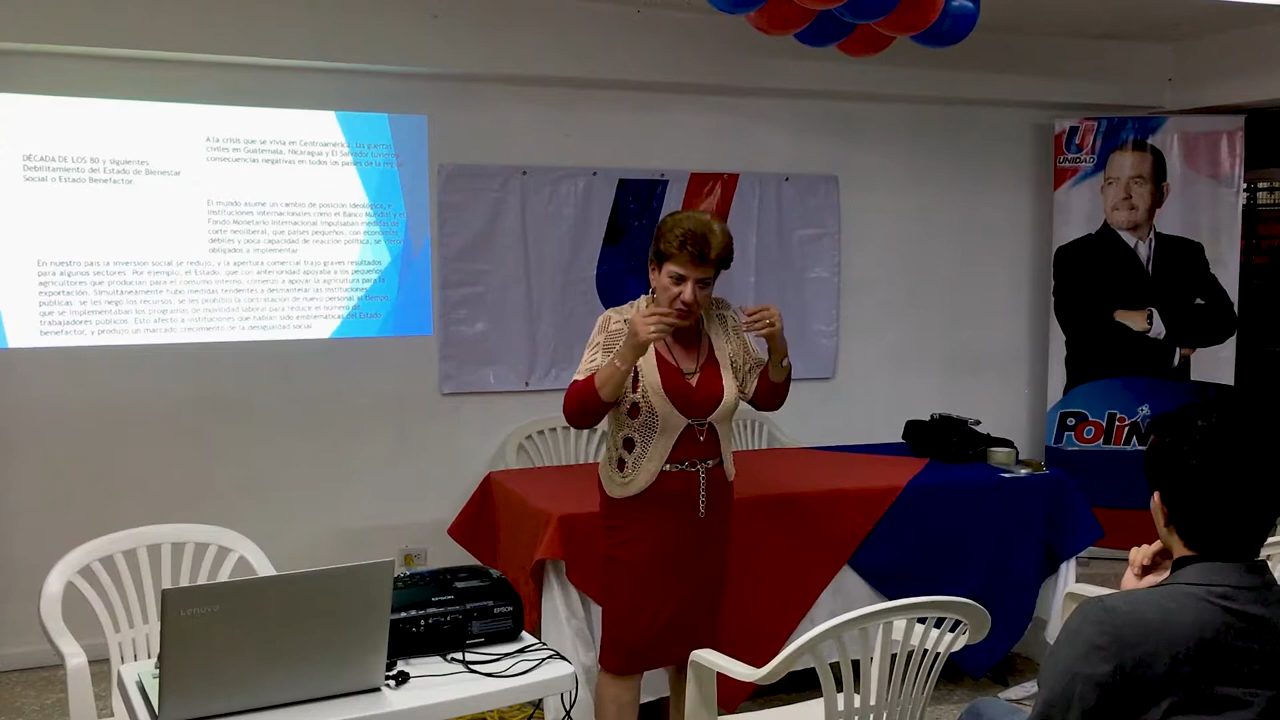 DÉCADA DE LOS 80 y siguientes
Debilitamiento del Estado de Bienestar
Social o Estado Benefactor.
A la crisis que se vivía en Centroamérica, las guerras
civiles en Guatemala, Nicaragua y El Salvador tuvieron
consecuencias negativas en todos los países de la
El mundo asume un cambio de posición ideológica, e
instituciones internacionales como el Banco Mundial y el
Fondo Monetario Internacional impulsaban medidas de
corte neoliberal, que países pequeños, con economías
débiles y poca capacidad de reacción política, se vieron
obligados a implementar
En nuestro país la inversión social se redujo, y la apertura comercial trajo graves resultados
para algunos sectores. Por ejemplo, el Estado, que con anterioridad apoyaba a los pequeños
agricultores que producían para el consumo interno, comenzó a apoyar la agricultura para la
exportación. Simultáneamente hubo medidas tendentes a desmantelar las instituciones
públicas: se les negó los recursos, se les prohibió la contratación de nuevo personal al tiempo
que se implementaban los programas de movilidad laboral para reducir el número de
trabajadores públicos. Esto afectó a instituciones que habían sido emblemáticas del Estado
benefactor, y produjo un marcado crecimiento de la desigualdad social
U
UNIDAD
Polin
Lenovo
EPSON
EPSON